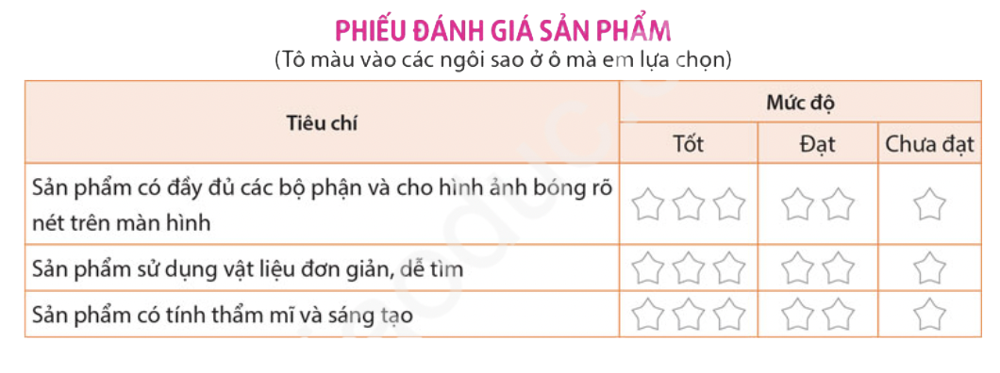 PHIẾU ĐÁNH GIÁ SẢN PHẨM
(Tô màu vào các ngôi sao ở ô mà em lựa chọn)
Tiêu chí
Mức độ
Tốt
Đạt
Chưa đạt
Sản phẩm có đầy đủ các bộ phận và cho hình ảnh bóng rõ
nét trên màn hình
Sản phẩm sử dụng vật liệu đơn giản, dễ tìm
Sản phẩm có tính thẩm mĩ và sáng tạo